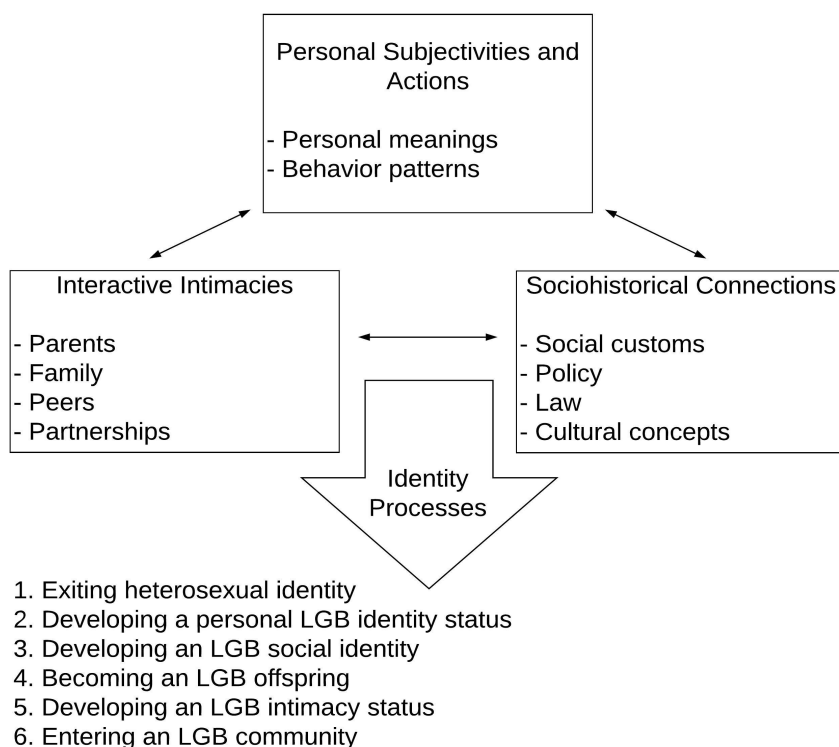 Personal Subjectivities and
Actions
- Personal meanings
- Behavior patterns
Interactive Intimacies
- Parents
- Family
- Peers
- Partnerships
Sociohistorical Connections
- Social customs
- Policy
- Law
- Cultural concepts
Identity
Processes
1. Exiting heterosexual identity
2. Developing a personal LGB identity status
3. Developing an LGB social identity
4. Becoming an LGB offspring
5. Developing an LGB intimacy status
6. Entering an LGB community